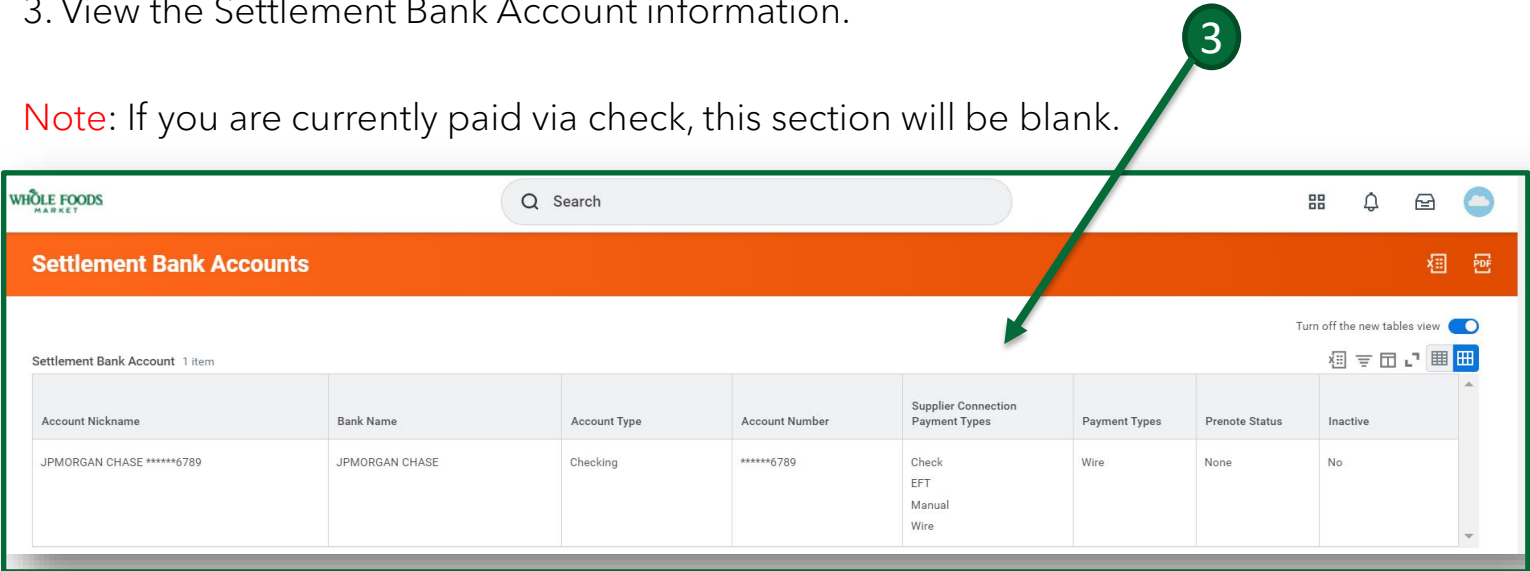 3. View the Settlement Bank Account information.
3
Note: If you are currently paid via check, this section will be blank.
WHOLE FOODS
MARKET
Search
Settlement Bank Accounts
PDF
Turn off the new tables view
Settlement Bank Account 1 item
Account Nickname Bank Name Account Type Account Number Supplier Connection Payment Types Payment Types Prenote Status Inactive
JPMORGAN CHASE ******6789 JPMORGAN CHASE Checking ******6789 Check Wire None No
EFT
Manual
Wire